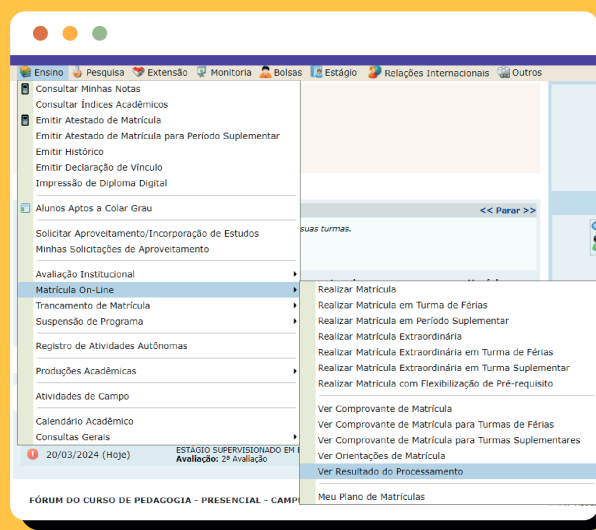 Ensino Pesquisa Extensão Monitoria Bolsas Estágio Relações Internacionais Outros
Consultar Minhas Notas
Consultar Índices Acadêmicos
Emitir Atestado de Matrícula
Emitir Atestado de Matrícula para Período Suplementar
Emitir Histórico
Emitir Declaração de Vínculo
Impressão de Diploma Digital
Alunos Aptos a Colar Grau
<< Parar >>
Solicitar Aproveitamento/Incorporação de Estudos
suas turmas.
Minhas Solicitações de Aproveitamento
Avaliação Institucional
Matrícula On-Line
Trancamento de Matrícula
Suspensão de Programa
Registro de Atividades Autônomas
Produções Acadêmicas
Atividades de Campo
Calendário Acadêmico
Consultas Gerais
Realizar Matrícula
Realizar Matrícula em Turma de Férias
Realizar Matrícula em Período Suplementar
Realizar Matrícula Extraordinária
Realizar Matrícula Extraordinária em Turma de Férias
Realizar Matrícula Extraordinária em Turma Suplementar
Realizar Matrícula com Flexibilização de Pré-requisito
Ver Comprovante de Matrícula
Ver Comprovante de Matrícula para Turmas de Férias
Ver Comprovante de Matrícula para Turmas Suplementares
Ver Orientações de Matrícula
Ver Resultado do Processamento
Meu Plano de Matrículas
20/03/2024 (Hoje)
ESTÁGIO SUPERVISIONADO EM
Avaliação: 2ª Avaliação
FÓRUM DO CURSO DE PEDAGOGIA - PRESENCIAL - CAMP